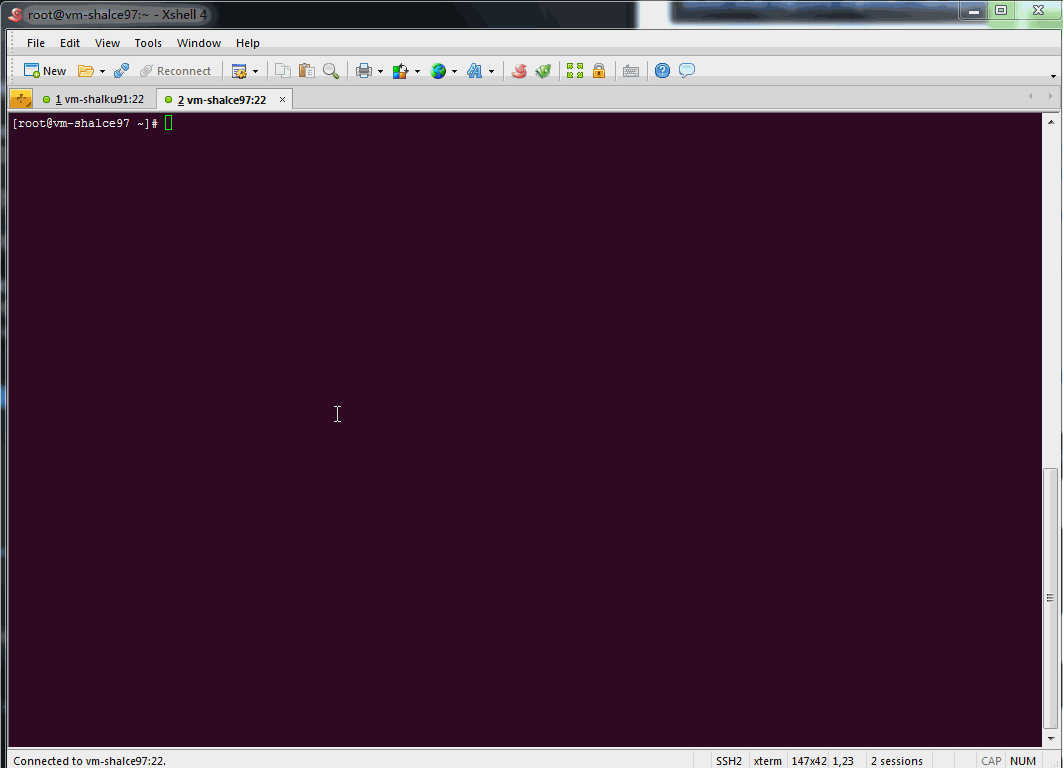 root@vm-shalce97:~ - Xshell 4
File Edit View Tools Window Help
New Reconnect
1 vm-shalku91:22 2 vm-shalce97:22
[root@vm-shalce97 ~]#
Connected to vm-shalce97:22. SSH2 xterm 147x42 1,23 2 sessions CAP NUM